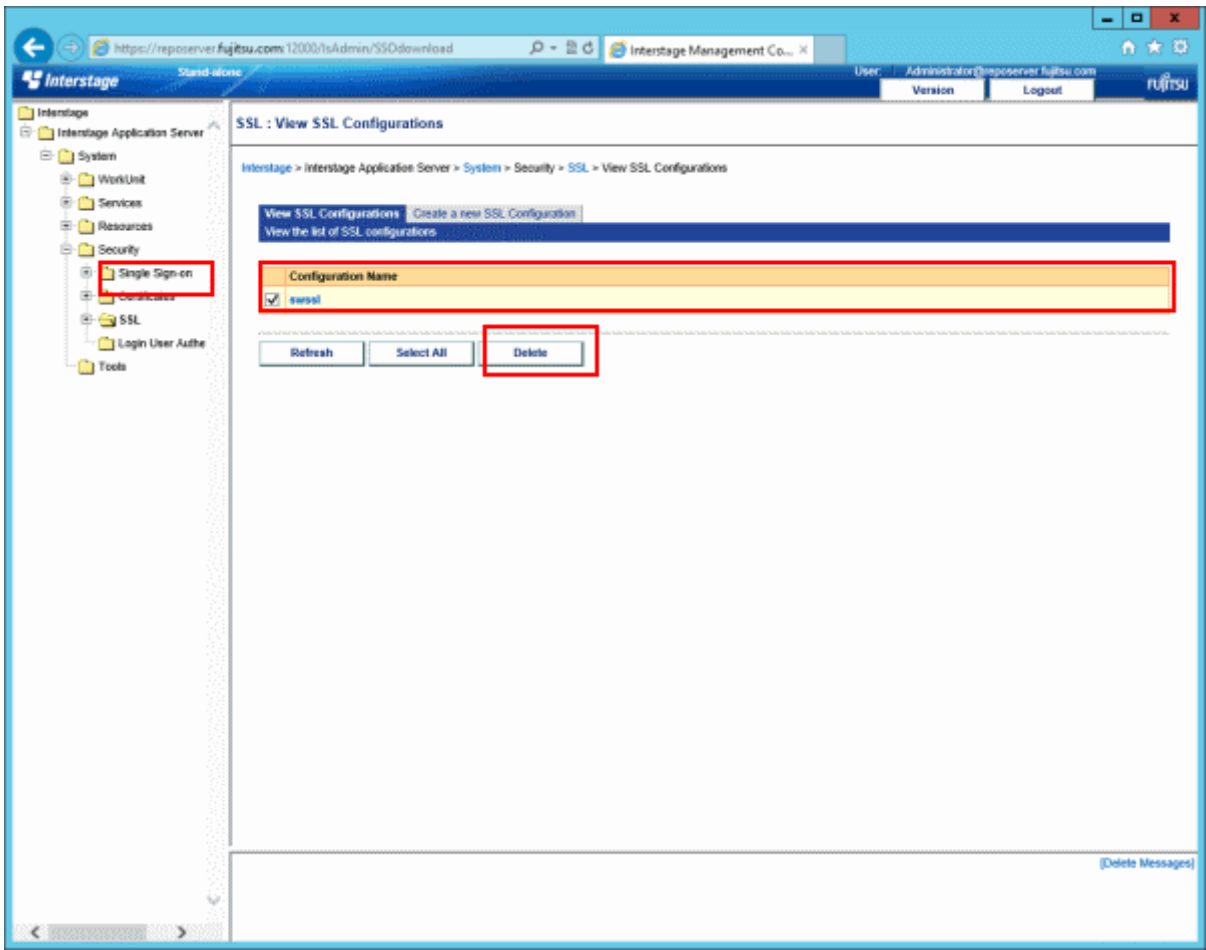 https://reposerver.fujitsu.com:12000/IsAdmin/SSOdownload
Interstage Management Co...
Interstage
Stand-alone
User: Administrator@reposerver.fujitsu.com
Version
Logout
FUJITSU
Interstage
Interstage Application Server
System
WorkUnit
Services
Resources
Security
Single Sign-on
Certificates
SSL
Login User Authe
Tools
SSL : View SSL Configurations
Interstage > Interstage Application Server > System > Security > SSL > View SSL Configurations
View SSL Configurations
Create a new SSL Configuration
View the list of SSL configurations
Configuration Name
swssl
Refresh
Select All
Delete
[Delete Messages]